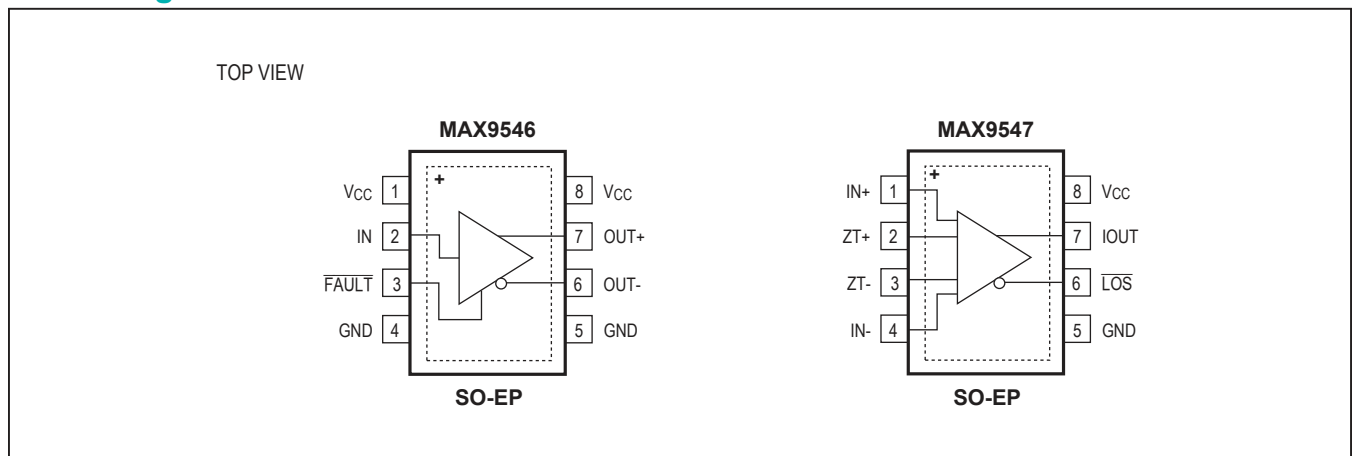 TOP VIEW
MAX9546
VCC 1
IN 2
F̅A̅U̅L̅T̅ 3
GND 4
+
8 VCC
7 OUT+
6 OUT-
5 GND
SO-EP
MAX9547
IN+ 1
ZT+ 2
ZT- 3
IN- 4
+
8 VCC
7 IOUT
6 L̅O̅S̅
5 GND
SO-EP